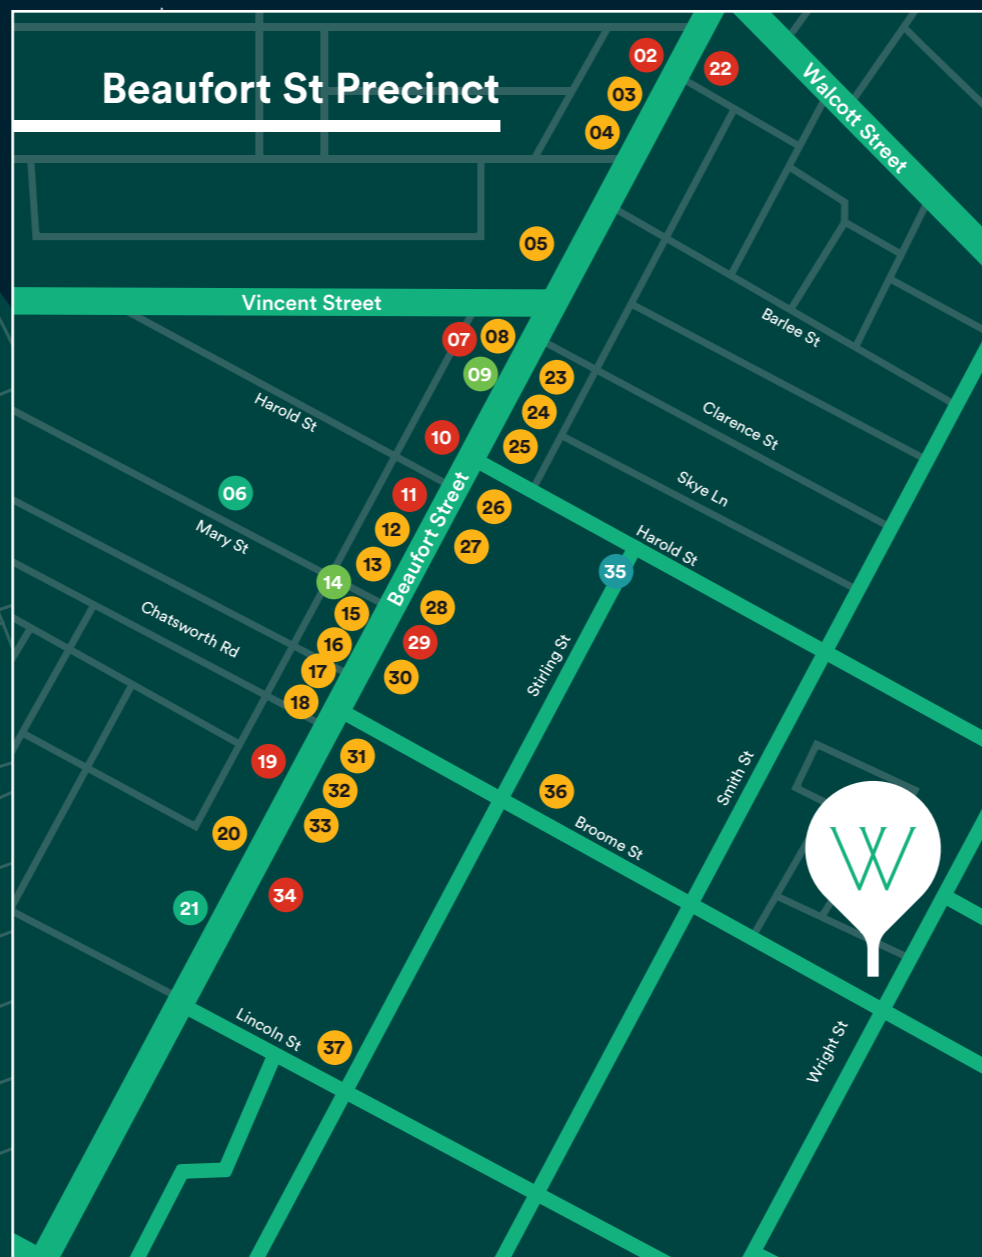 Beaufort St Precinct
02
22
03
04
Walcott Street
05
Vincent Street
Barlee St
07
08
09
23
Harold St
24
Clarence St
10
25
06
11
Skye Ln
26
Mary St
12
27
Beaufort Street
Harold St
13
14
35
15
28
Chatsworth Rd
16
29
17
30
Stirling St
18
19
31
32
36
Smith St
20
33
Broome St
W
34
21
Lincoln St
37
Wright St